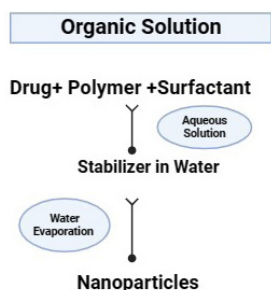 Organic Solution
Drug+ Polymer +Surfactant
Aqueous
Solution
Stabilizer in Water
Water
Evaporation
Nanoparticles